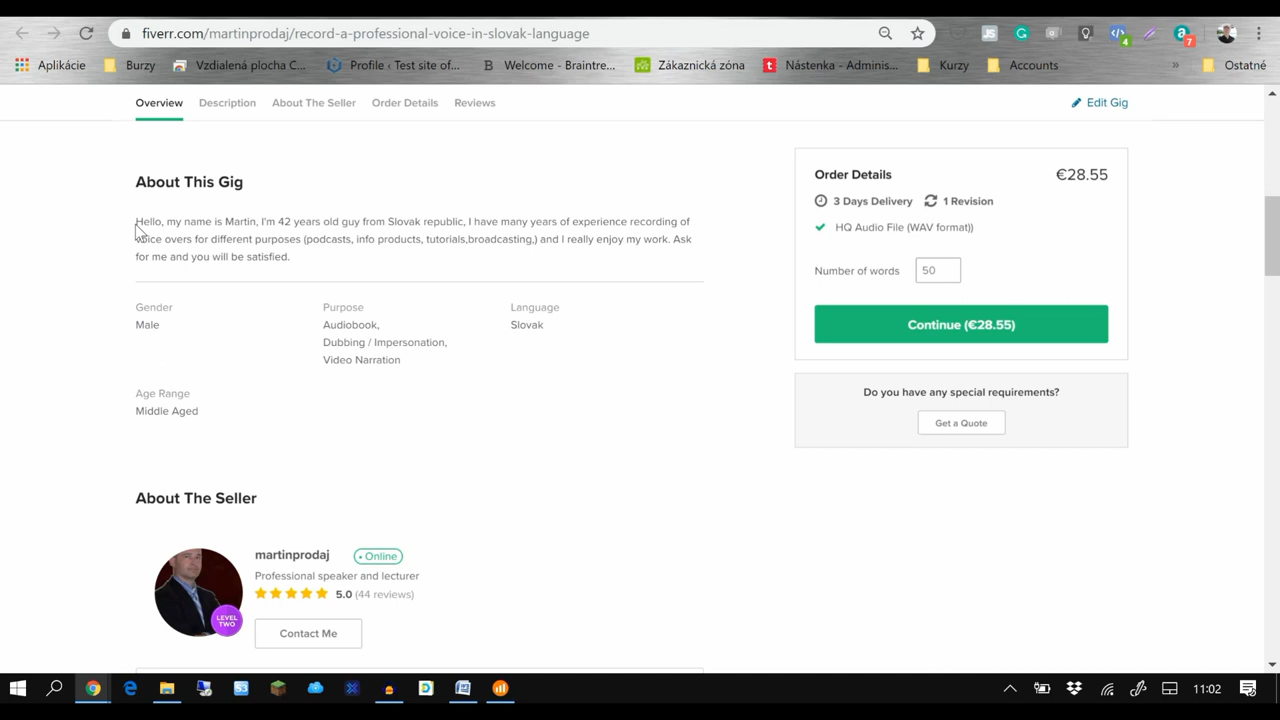 fiverr.com/martinprodaj/record-a-professional-voice-in-slovak-language
4
7
Aplikácie
Burzy
Vzdialená plocha C...
Profile ‹ Test site of...
Welcome - Braintre...
Zákaznická zóna
Nástenka - Adminis...
Kurzy
Accounts
»
Ostatné
Overview
Description
About The Seller
Order Details
Reviews
Edit Gig
About This Gig
Hello, my name is Martin, I'm 42 years old guy from Slovak republic, I have many years of experience recording of
voice overs for different purposes (podcasts, info products, tutorials,broadcasting,) and I really enjoy my work. Ask
for me and you will be satisfied.
Gender
Male
Purpose
Audiobook,
Dubbing / Impersonation,
Video Narration
Language
Slovak
Age Range
Middle Aged
Order Details
€28.55
3 Days Delivery
1 Revision
HQ Audio File (WAV format))
Number of words
50
Continue (€28.55)
Do you have any special requirements?
Get a Quote
About The Seller
martinprodaj
• Online
Professional speaker and lecturer
5.0 (44 reviews)
LEVEL
TWO
Contact Me
11:02